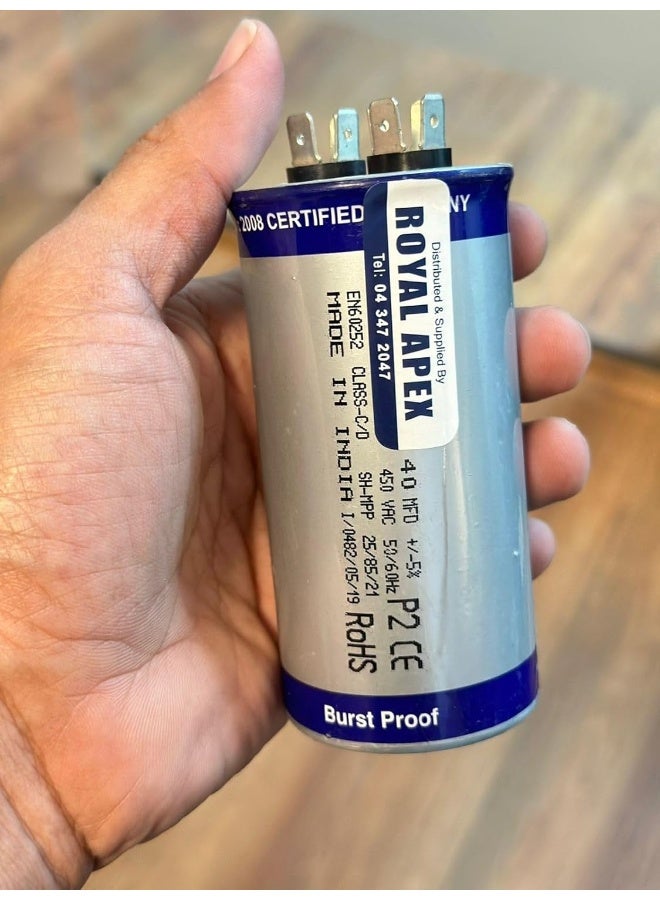 : 2008 CERTIFIED
NY
Distributed & Supplied By
ROYAL APEX
Tel: 04 347 2047
40 MFD +/-5%
450 VAC 50/60Hz
P2 CE
SH-MPP 25/85/21
EN60252 CLASS-C/D
I/0482/05/19
RoHS
MADE IN INDIA
Burst Proof